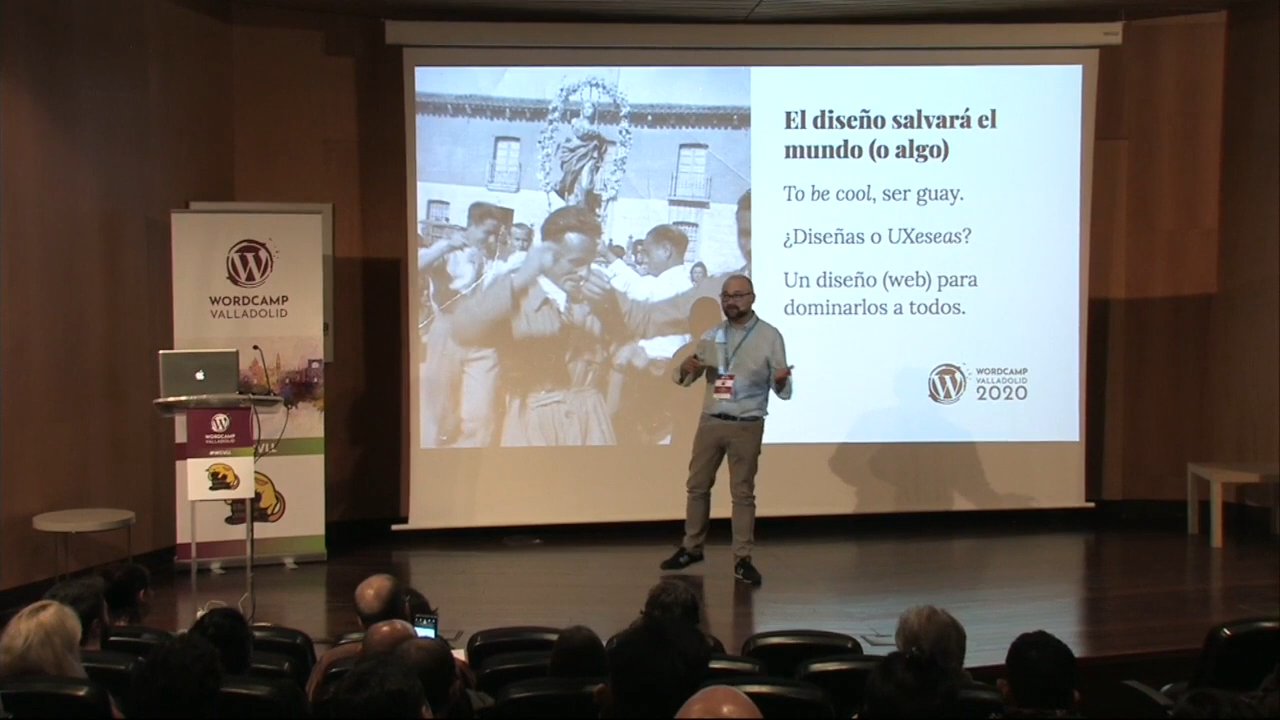 El diseño salvará el
mundo (o algo)
To be cool, ser guay.
¿Diseñas o UXeseas?
Un diseño (web) para
dominarlos a todos.
WORDCAMP
VALLADOLID
2020
WORDCAMP
VALLADOLID
WORDCAMP
VALLADOLID